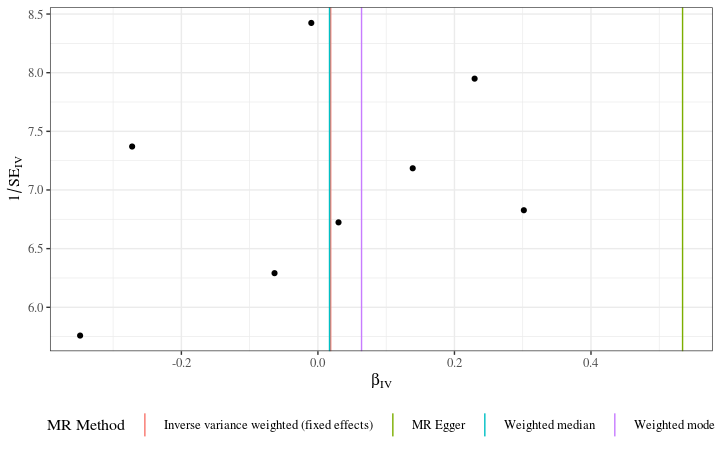 8.5
8.0
7.5
7.0
6.5
6.0
1/SE_IV
-0.2 0.0 0.2 0.4
β_IV
MR Method Inverse variance weighted (fixed effects) MR Egger Weighted median Weighted mode